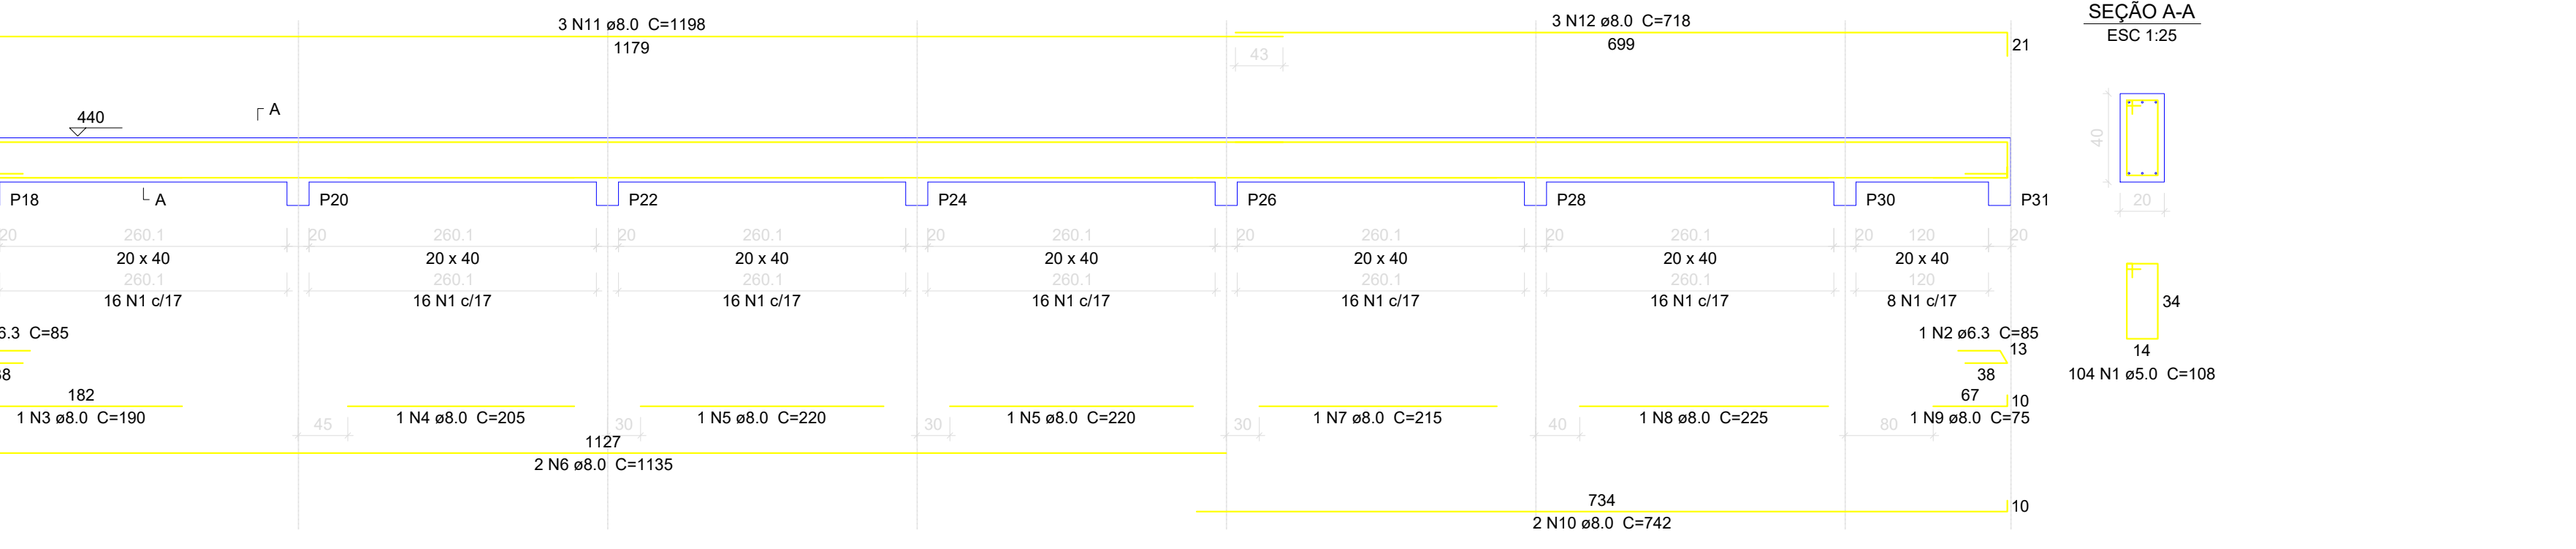 3 N11 ø8.0 C=1198
1179
3 N12 ø8.0 C=718
699
21
43
SEÇÃO A-A
ESC 1:25
440
A
A
P18
P20
P22
P24
P26
P28
P30
P31
40
20
20 260.1 20 260.1 20 260.1 20 260.1 20 260.1 20 260.1 20 120 20
20 x 40 20 x 40 20 x 40 20 x 40 20 x 40 20 x 40 20 x 40
260.1 260.1 260.1 260.1 260.1 260.1 120
16 N1 c/17 16 N1 c/17 16 N1 c/17 16 N1 c/17 16 N1 c/17 16 N1 c/17 8 N1 c/17
34
14
104 N1 ø5.0 C=108
6.3 C=85
38
1 N2 ø6.3 C=85
13
38
182
1 N3 ø8.0 C=190
45
1 N4 ø8.0 C=205
30
1 N5 ø8.0 C=220
30
1 N5 ø8.0 C=220
30
1 N7 ø8.0 C=215
40
1 N8 ø8.0 C=225
80
67
10
1 N9 ø8.0 C=75
1127
2 N6 ø8.0 C=1135
734
10
2 N10 ø8.0 C=742